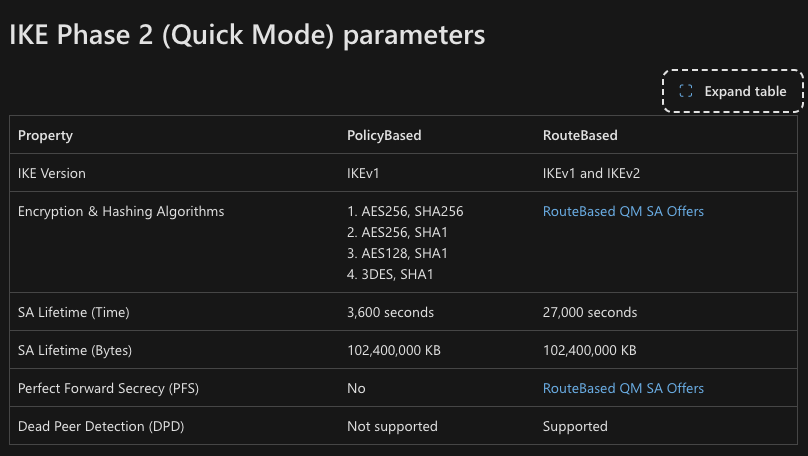 IKE Phase 2 (Quick Mode) parameters
Expand table
Property PolicyBased RouteBased
IKE Version IKEv1 IKEv1 and IKEv2
Encryption & Hashing Algorithms 1. AES256, SHA256 RouteBased QM SA Offers
2. AES256, SHA1
3. AES128, SHA1
4. 3DES, SHA1
SA Lifetime (Time) 3,600 seconds 27,000 seconds
SA Lifetime (Bytes) 102,400,000 KB 102,400,000 KB
Perfect Forward Secrecy (PFS) No RouteBased QM SA Offers
Dead Peer Detection (DPD) Not supported Supported